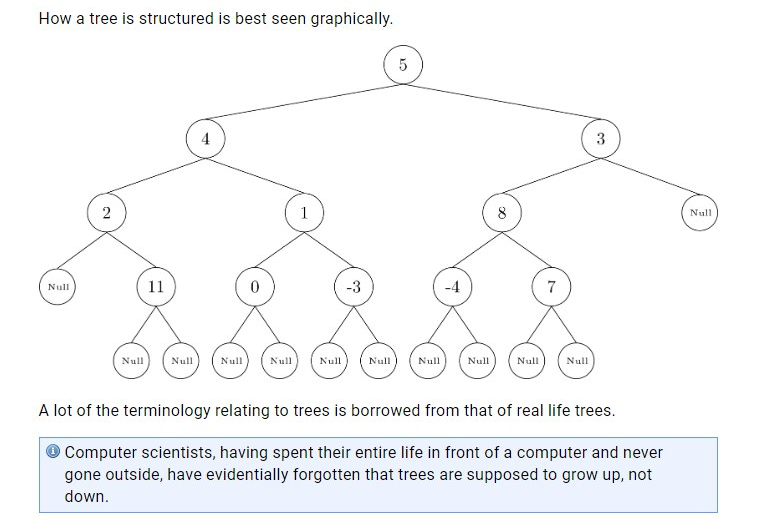 How a tree is structured is best seen graphically.
5
4 3
2 1 8 Null
Null 11 0 -3 -4 7
Null Null Null Null Null Null Null Null Null Null
A lot of the terminology relating to trees is borrowed from that of real life trees.
Computer scientists, having spent their entire life in front of a computer and never
gone outside, have evidentially forgotten that trees are supposed to grow up, not
down.